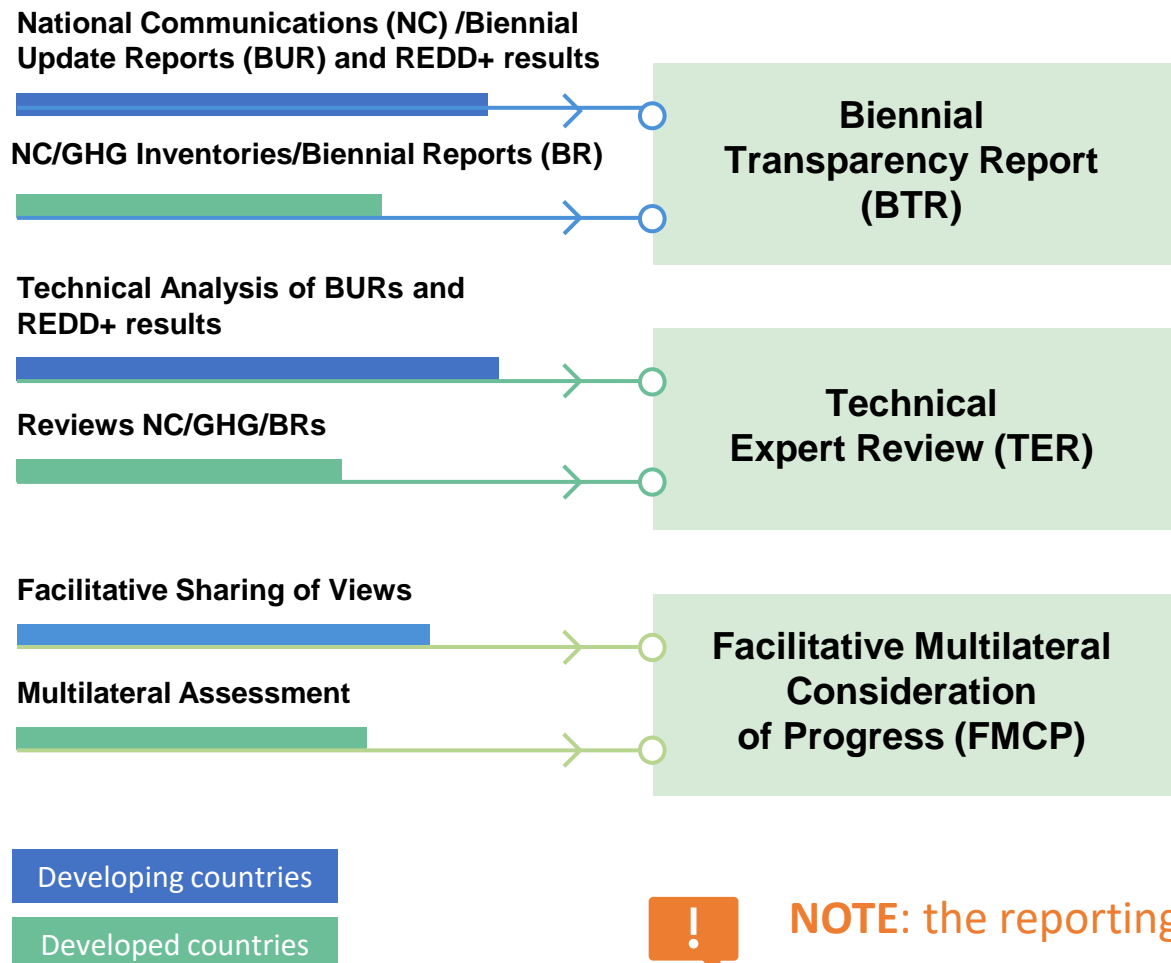 National Communications (NC) /Biennial
Update Reports (BUR) and REDD+ results
NC/GHG Inventories/Biennial Reports (BR)
Biennial
Transparency Report
(BTR)
Technical Analysis of BURs and
REDD+ results
Reviews NC/GHG/BRs
Technical
Expert Review (TER)
Facilitative Sharing of Views
Multilateral Assessment
Facilitative Multilateral
Consideration
of Progress (FMCP)
Developing countries
Developed countries
!
NOTE: the reporting